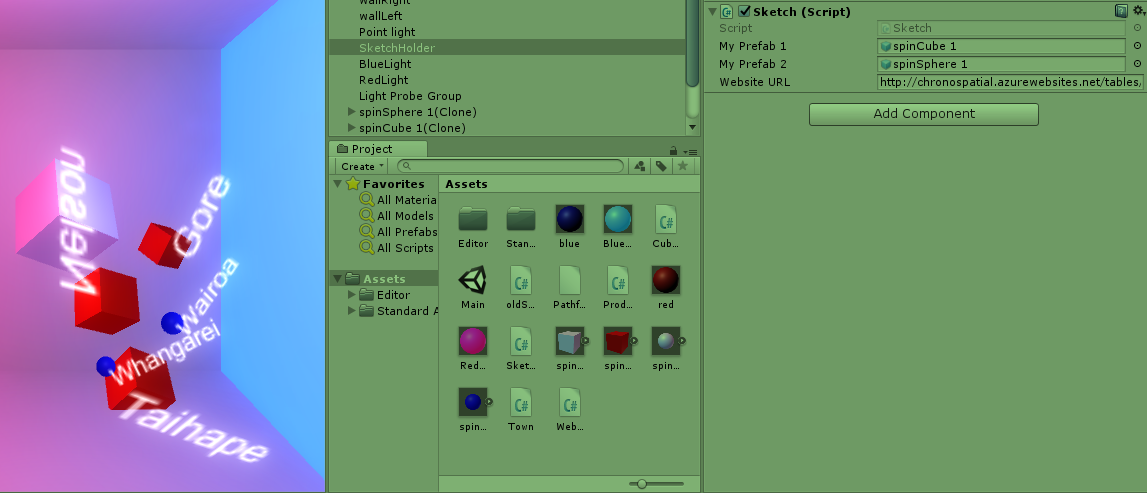 Nelson
Gore
Wairoa
Whangarei
Taihape
wallRight
wallLeft
Point light
SketchHolder
BlueLight
RedLight
Light Probe Group
spinSphere 1(Clone)
spinCube 1(Clone)
Project
Create
Favorites
All Materia
All Models
All Prefabs
All Scripts
Assets
Editor
Standard A
Assets
Editor
Stan...
blue
Blue...
Cub...
Main
oldS...
Pathf...
Prod...
red
Red...
Sket...
spin...
spin...
spin...
spin...
Town
Web...
C# Sketch (Script)
Script Sketch
My Prefab 1 spinCube 1
My Prefab 2 spinSphere 1
Website URL http://chronospatial.azurewebsites.net/tables/
Add Component